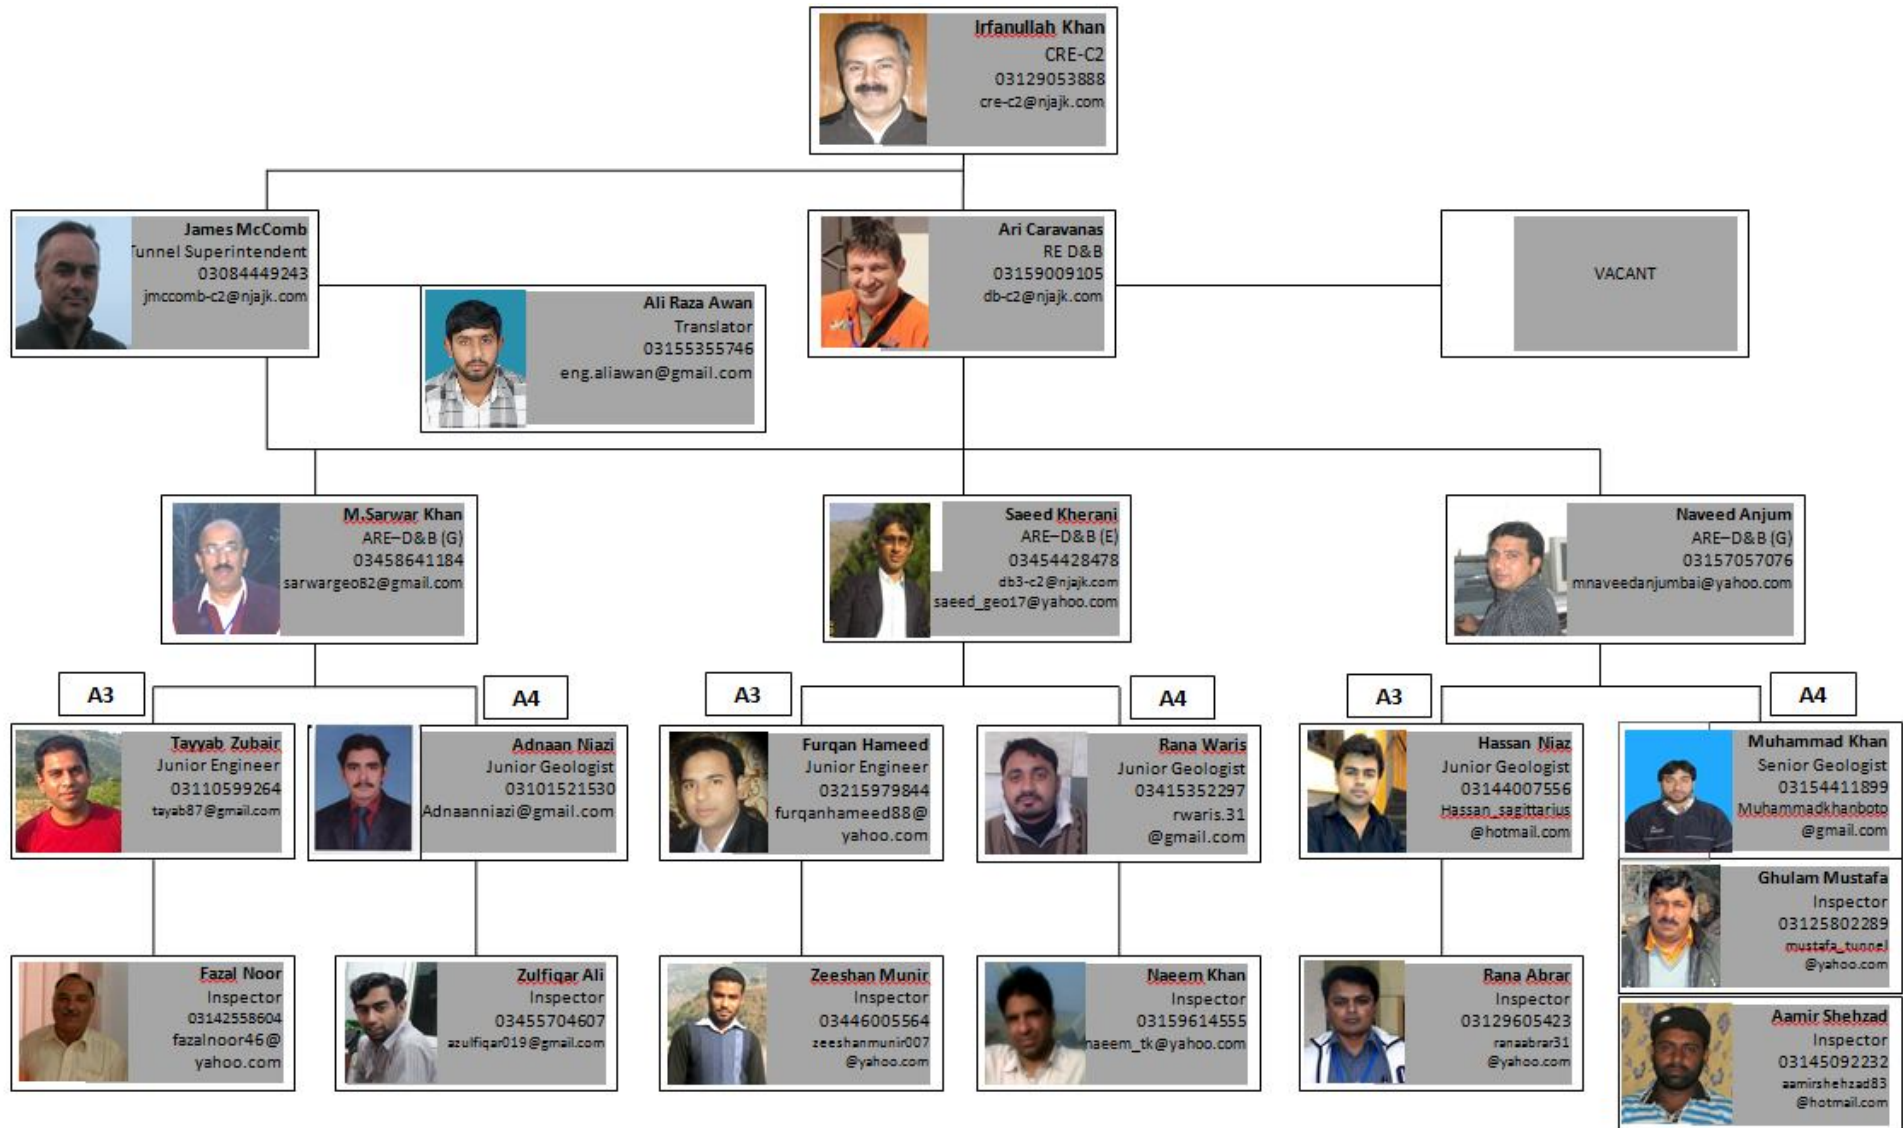 Irfanullah Khan
CRE-C2
03129053888
cre-c2@njajk.com
James McComb
Tunnel Superintendent
03084449243
jmccomb-c2@njajk.com
Ali Raza Awan
Translator
03155355746
eng.aliawan@gmail.com
Ari Caravanas
RE D&B
03159009105
db-c2@njajk.com
VACANT
M.Sarwar Khan
ARE–D&B (G)
03458641184
sarwargeo82@gmail.com
Saeed Kherani
ARE–D&B (E)
03454428478
db3-c2@njajk.com
saeed_geo17@yahoo.com
Naveed Anjum
ARE–D&B (G)
03157057076
mnaveedanjumbai@yahoo.com
A3
Tayyab Zubair
Junior Engineer
03110599264
tayab87@gmail.com
A4
Adnaan Niazi
Junior Geologist
03101521530
Adnaanniazi@gmail.com
A3
Furqan Hameed
Junior Engineer
03215979844
furqanhameed88@
yahoo.com
A4
Rana Waris
Junior Geologist
03415352297
rwaris.31
@gmail.com
A3
Hassan Niaz
Junior Geologist
03144007556
Hassan_sagittarius
@hotmail.com
A4
Muhammad Khan
Senior Geologist
03154411899
Muhammadkhanboto
@gmail.com
Ghulam Mustafa
Inspector
03125802289
mustafa_tunnel
@yahoo.com
Fazal Noor
Inspector
03142558604
fazalnoor46@
yahoo.com
Zulfiqar Ali
Inspector
03455704607
azulfiqar019@gmail.com
Zeeshan Munir
Inspector
03446005564
zeeshanmunir007
@yahoo.com
Naeem Khan
Inspector
03159614555
naeem_tk@yahoo.com
Rana Abrar
Inspector
03129605423
ranaabrar31
@yahoo.com
Aamir Shehzad
Inspector
03145092232
aamirshehzad83
@hotmail.com